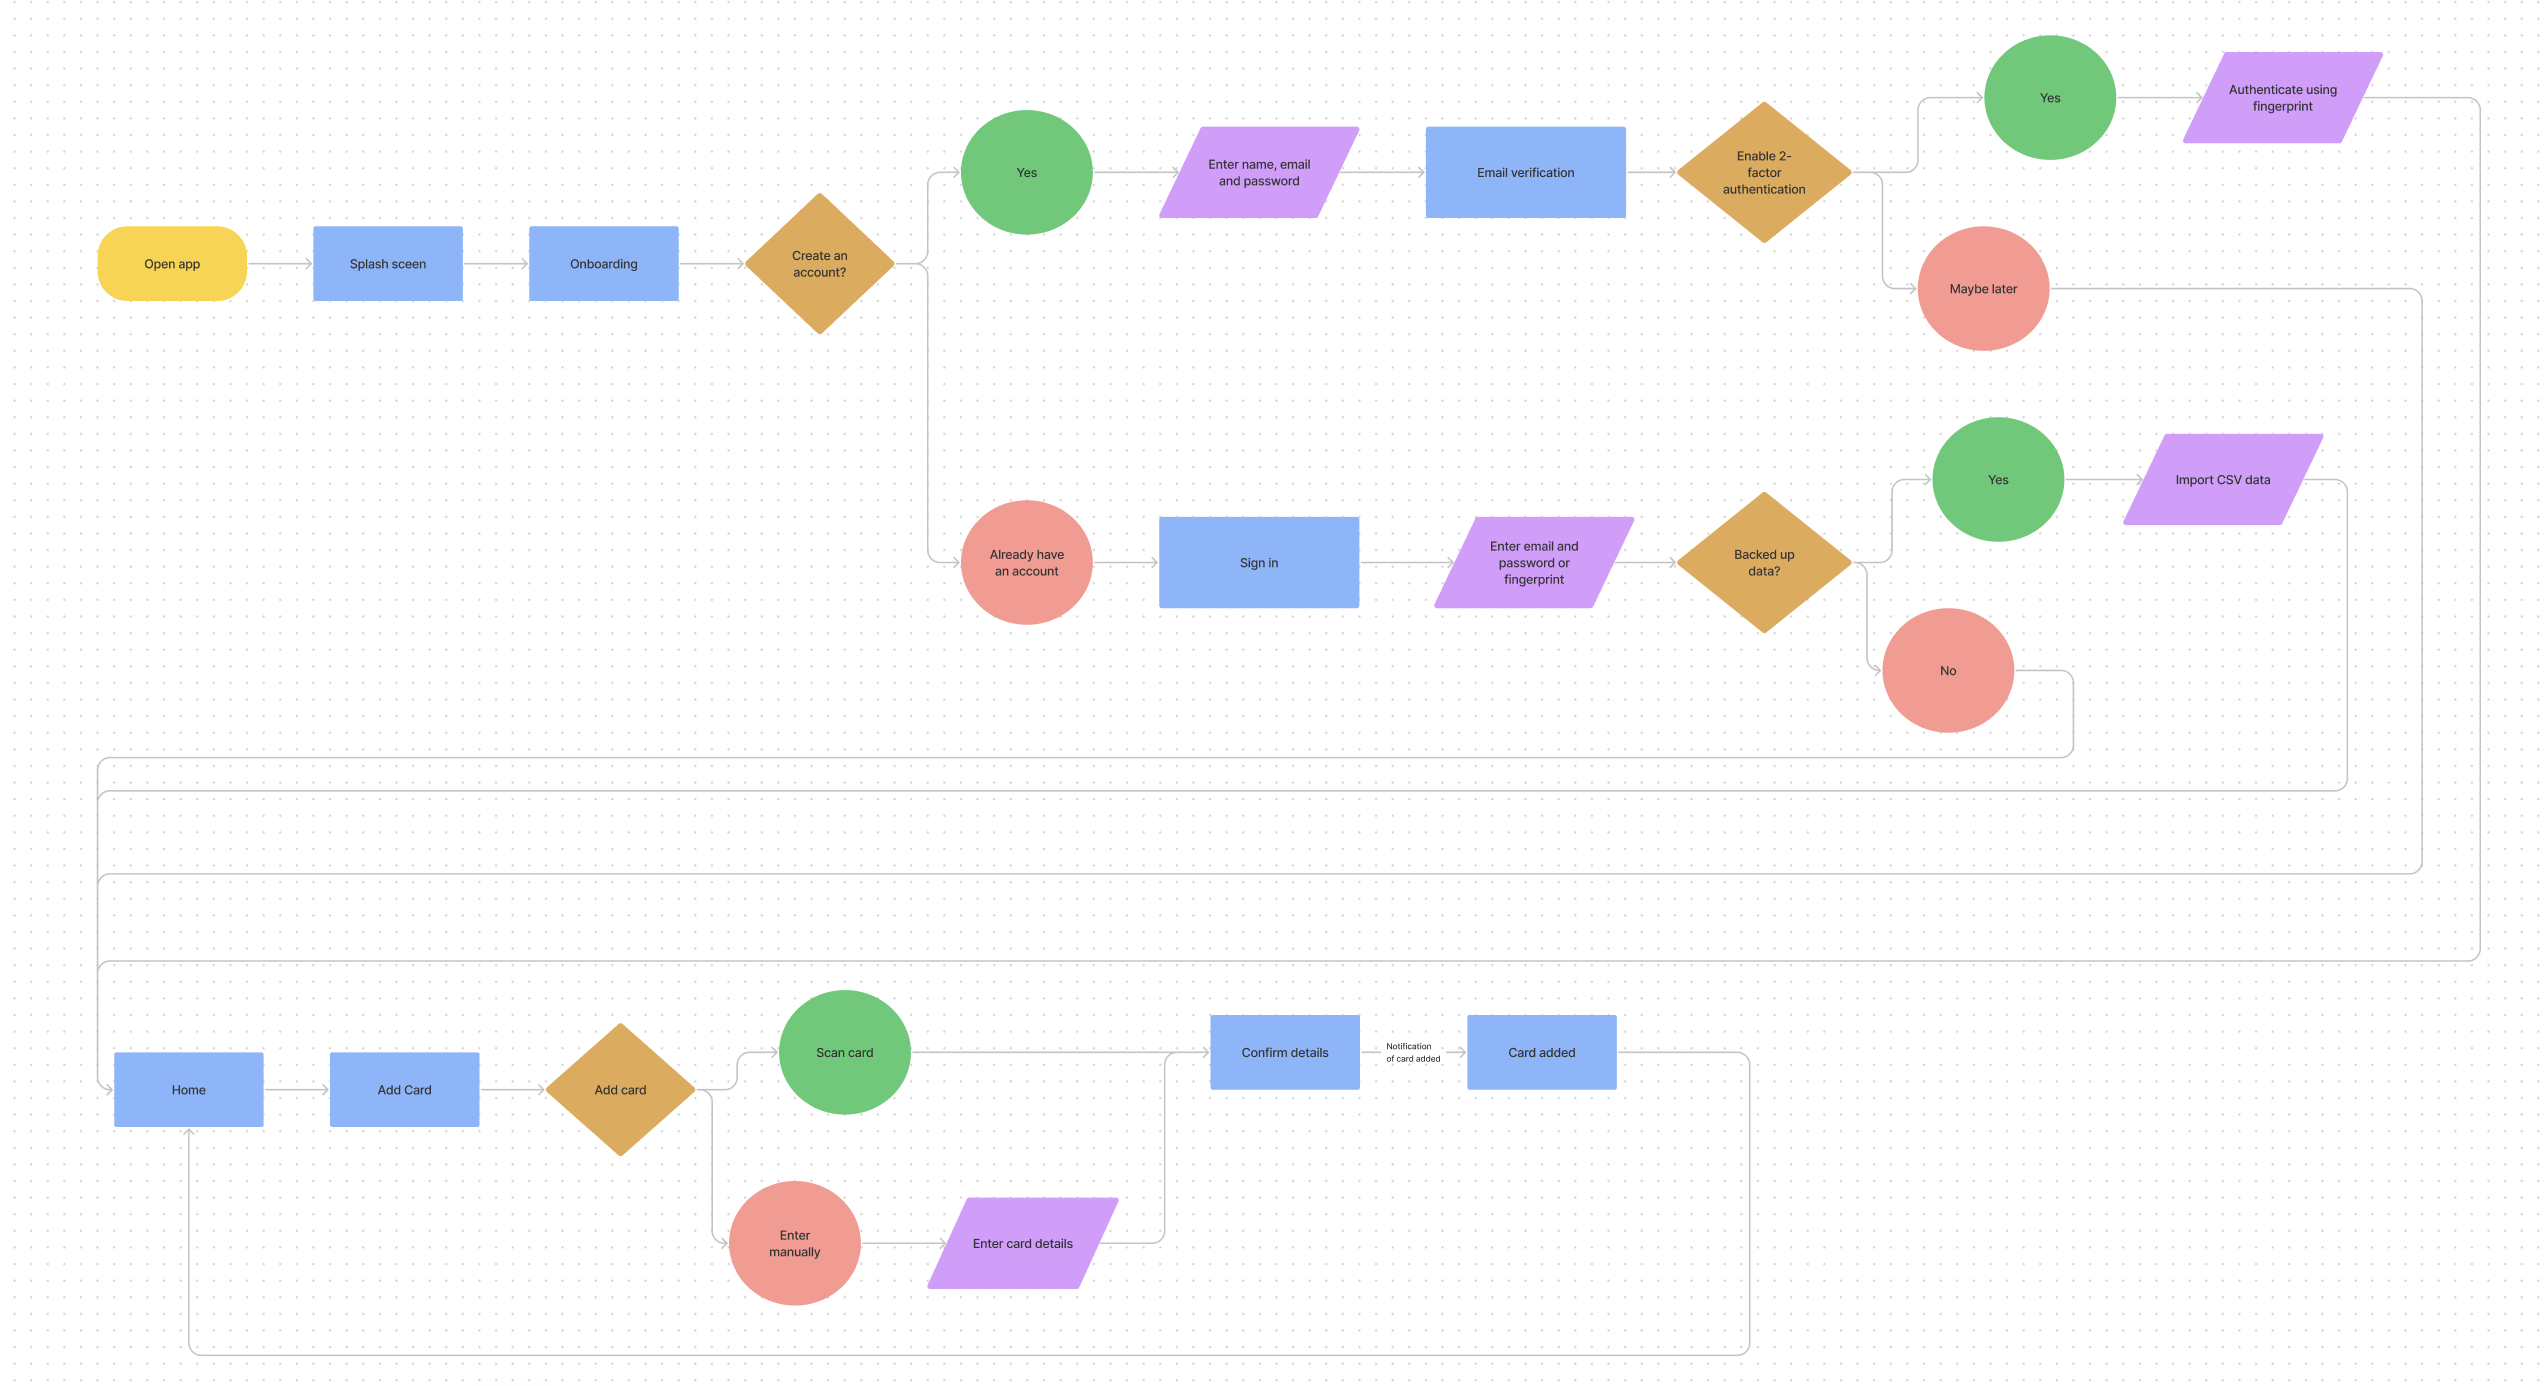 Yes
Authenticate using
fingerprint
Yes
Enter name, email
and password
Email verification
Enable 2-
factor
authentication
Open app
Splash sceen
Onboarding
Create an
account?
Maybe later
Yes
Import CSV data
Already have
an account
Sign in
Enter email and
password or
fingerprint
Backed up
data?
No
Home
Add Card
Add card
Scan card
Confirm details
Notification
of card added
Card added
Enter
manually
Enter card details